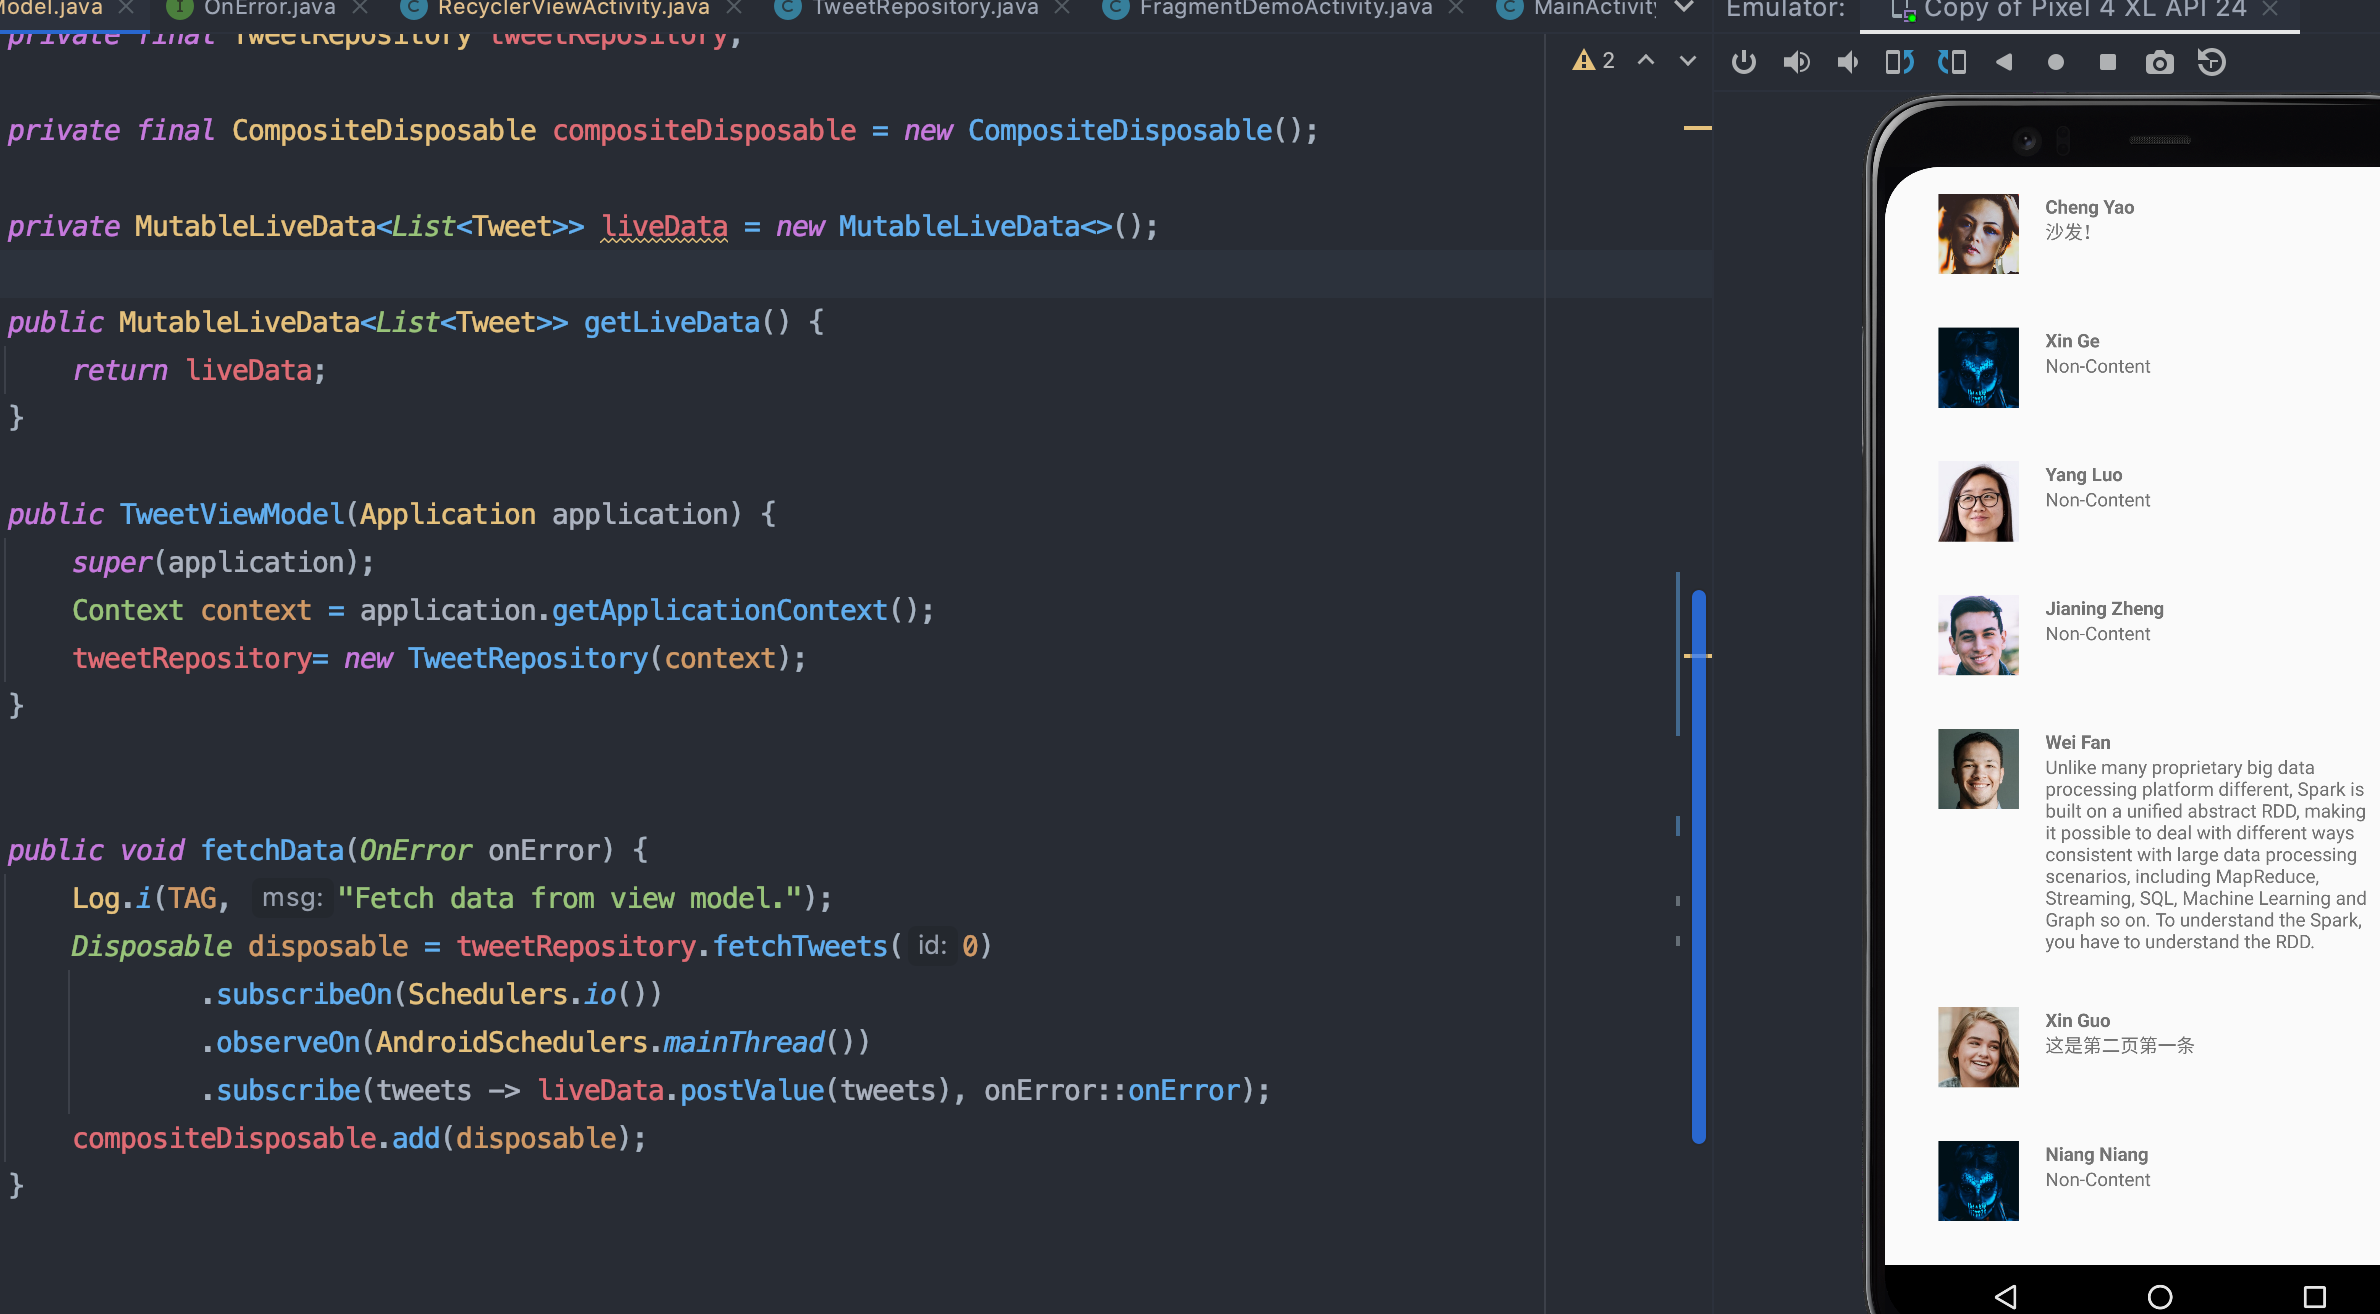 Model.java
OnError.java
RecyclerViewActivity.java
TweetRepository.java
FragmentDemoActivity.java
MainActivity
private final TweetRepository tweetRepository;
2
private final CompositeDisposable compositeDisposable = new CompositeDisposable();
private MutableLiveData<List<Tweet>> liveData = new MutableLiveData<>();
public MutableLiveData<List<Tweet>> getLiveData() {
return liveData;
}
public TweetViewModel(Application application) {
super(application);
Context context = application.getApplicationContext();
tweetRepository= new TweetRepository(context);
}
public void fetchData(OnError onError) {
Log.i(TAG, msg: "Fetch data from view model.");
Disposable disposable = tweetRepository.fetchTweets( id: 0)
.subscribeOn(Schedulers.io())
.observeOn(AndroidSchedulers.mainThread())
.subscribe(tweets -> liveData.postValue(tweets), onError::onError);
compositeDisposable.add(disposable);
}
Emulator:
Copy of Pixel 4 XL API 24
Cheng Yao
沙发！
Xin Ge
Non-Content
Yang Luo
Non-Content
Jianing Zheng
Non-Content
Wei Fan
Unlike many proprietary big data
processing platform different, Spark is
built on a unified abstract RDD, making
it possible to deal with different ways
consistent with large data processing
scenarios, including MapReduce,
Streaming, SQL, Machine Learning and
Graph so on. To understand the Spark,
you have to understand the RDD.
Xin Guo
这是第二页第一条
Niang Niang
Non-Content